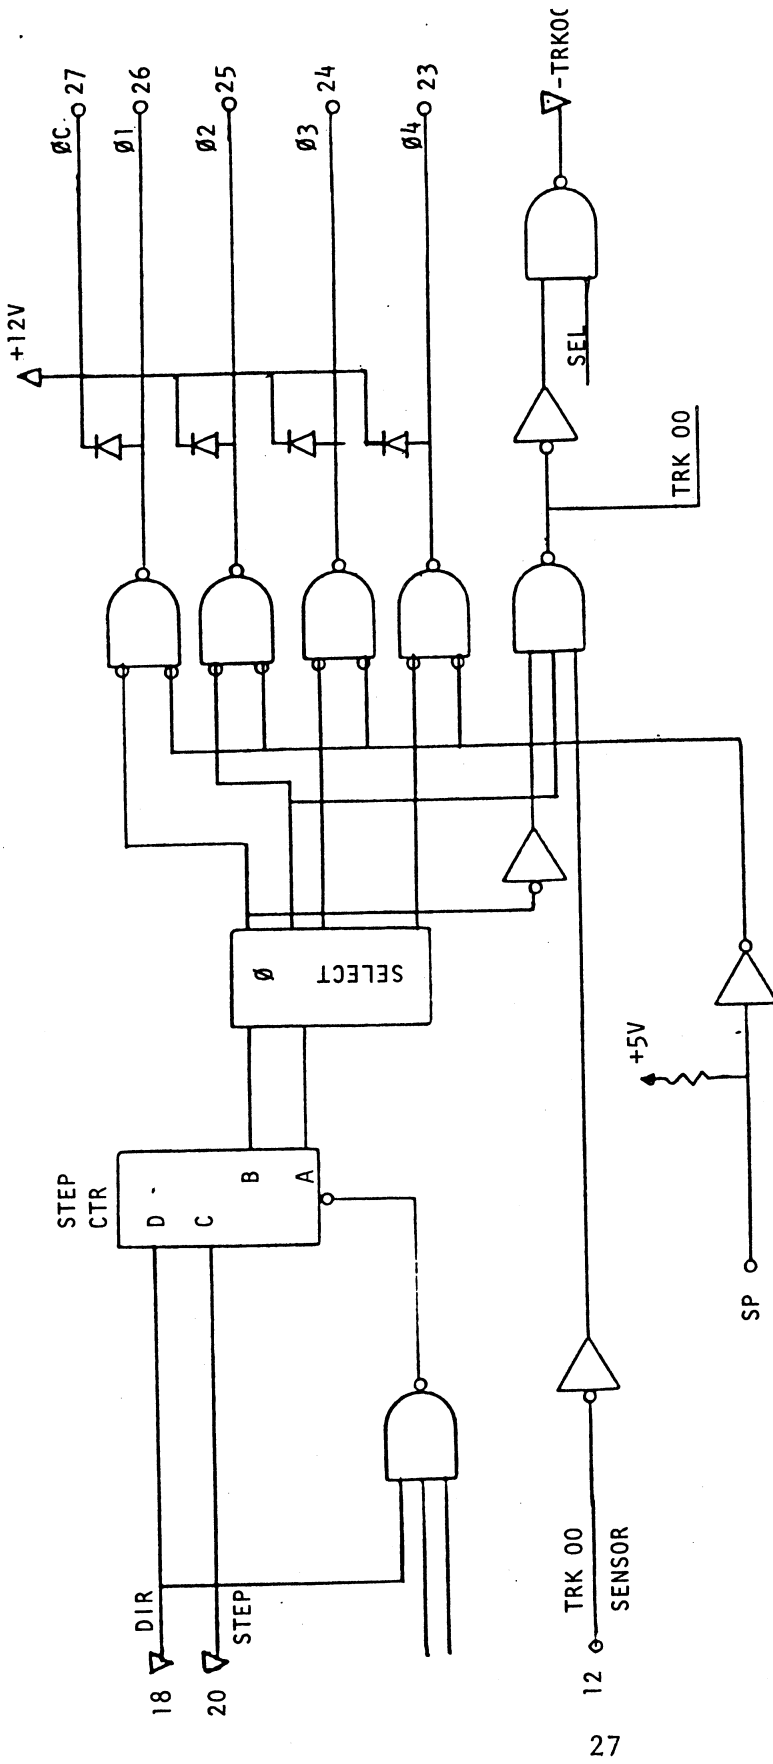 +12V
ØC
27
Ø1
26
Ø2
25
Ø3
24
Ø4
23
STEP
CTR
D
C
B
A
Ø
SELECT
18
DIR
20
STEP
TRK 00
SEL
-TRK00
12
TRK 00
SENSOR
+5V
SP
27